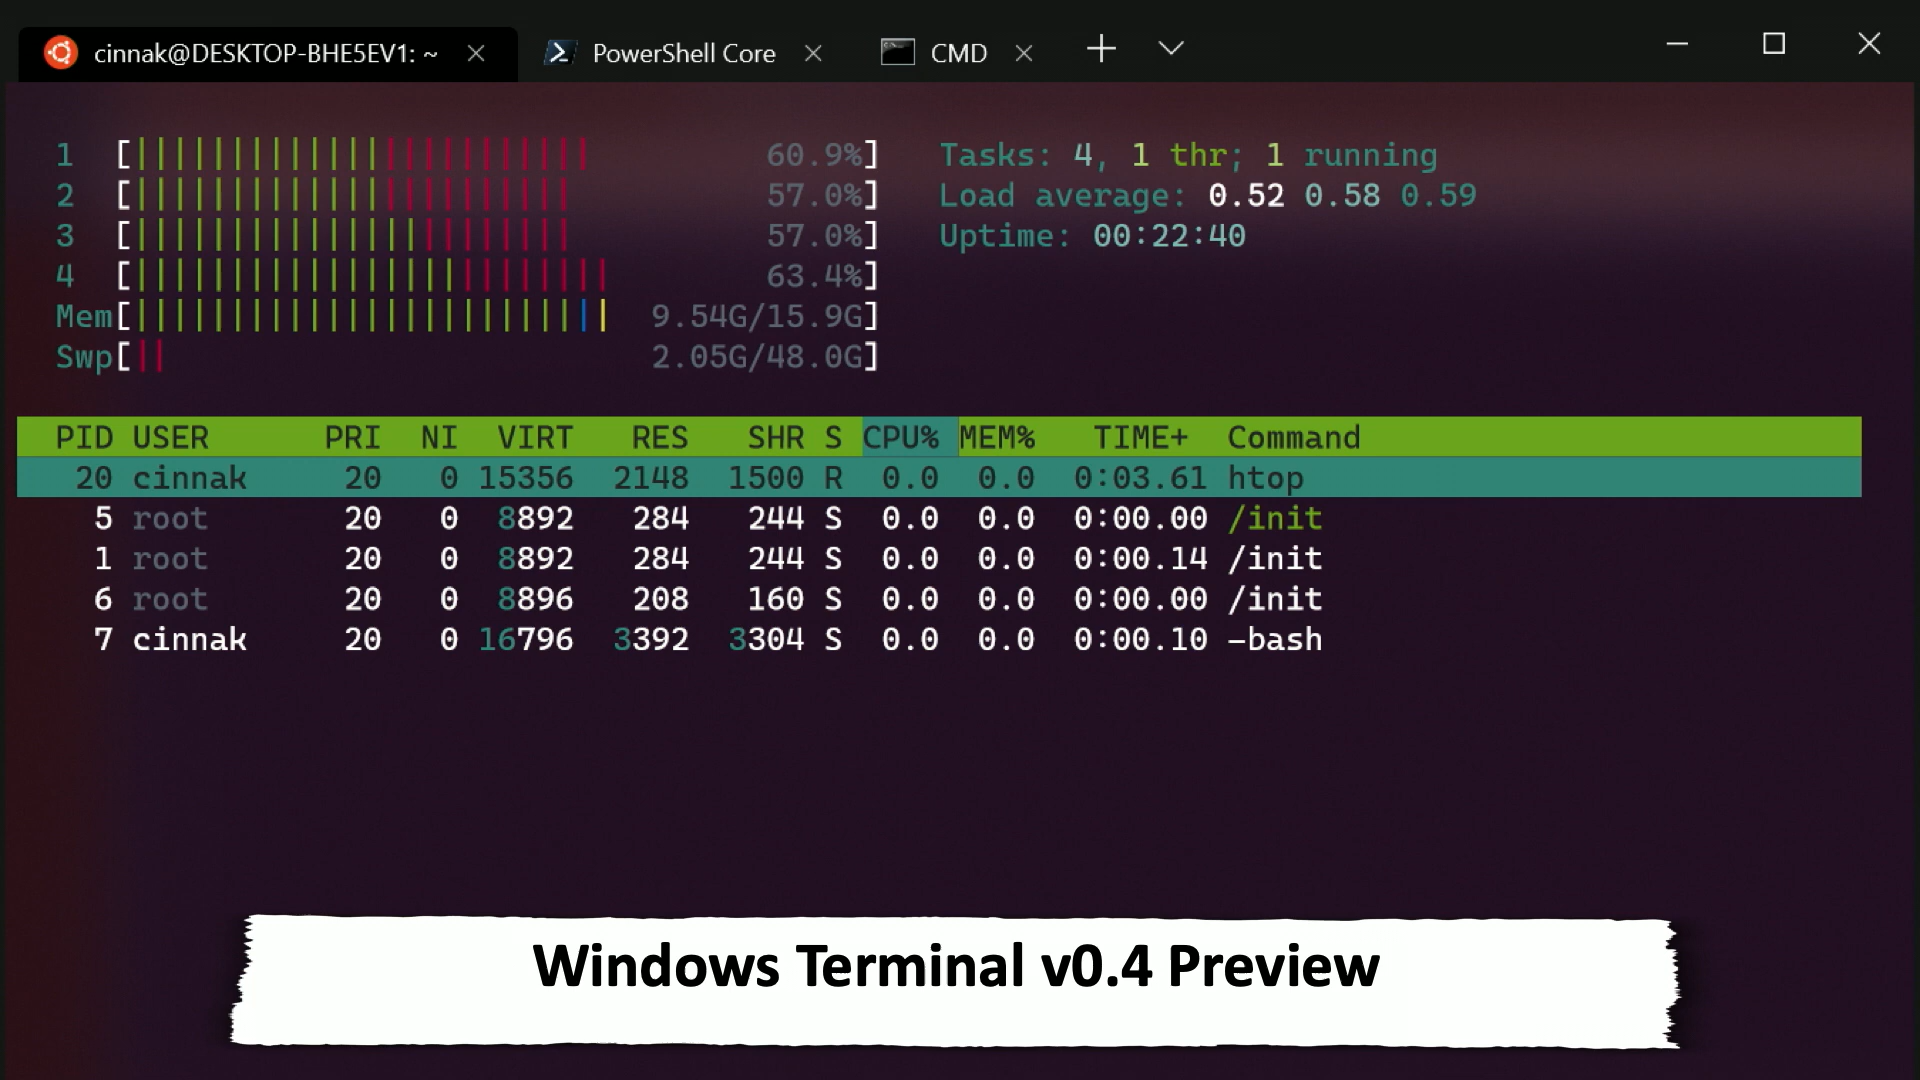 cinnak@DESKTOP-BHE5EV1: ~ PowerShell Core CMD
1 [|||||||||||||||||||||||| 60.9%] Tasks: 4, 1 thr; 1 running
2 [||||||||||||||||||||||| 57.0%] Load average: 0.52 0.58 0.59
3 [||||||||||||||||||||||| 57.0%] Uptime: 00:22:40
4 [||||||||||||||||||||||||| 63.4%]
Mem[||||||||||||||||||||||||| 9.54G/15.9G]
Swp[|| 2.05G/48.0G]
PID USER PRI NI VIRT RES SHR S CPU% MEM% TIME+ Command
20 cinnak 20 0 15356 2148 1500 R 0.0 0.0 0:03.61 htop
5 root 20 0 8892 284 244 S 0.0 0.0 0:00.00 /init
1 root 20 0 8892 284 244 S 0.0 0.0 0:00.14 /init
6 root 20 0 8896 208 160 S 0.0 0.0 0:00.00 /init
7 cinnak 20 0 16796 3392 3304 S 0.0 0.0 0:00.10 -bash
Windows Terminal v0.4 Preview